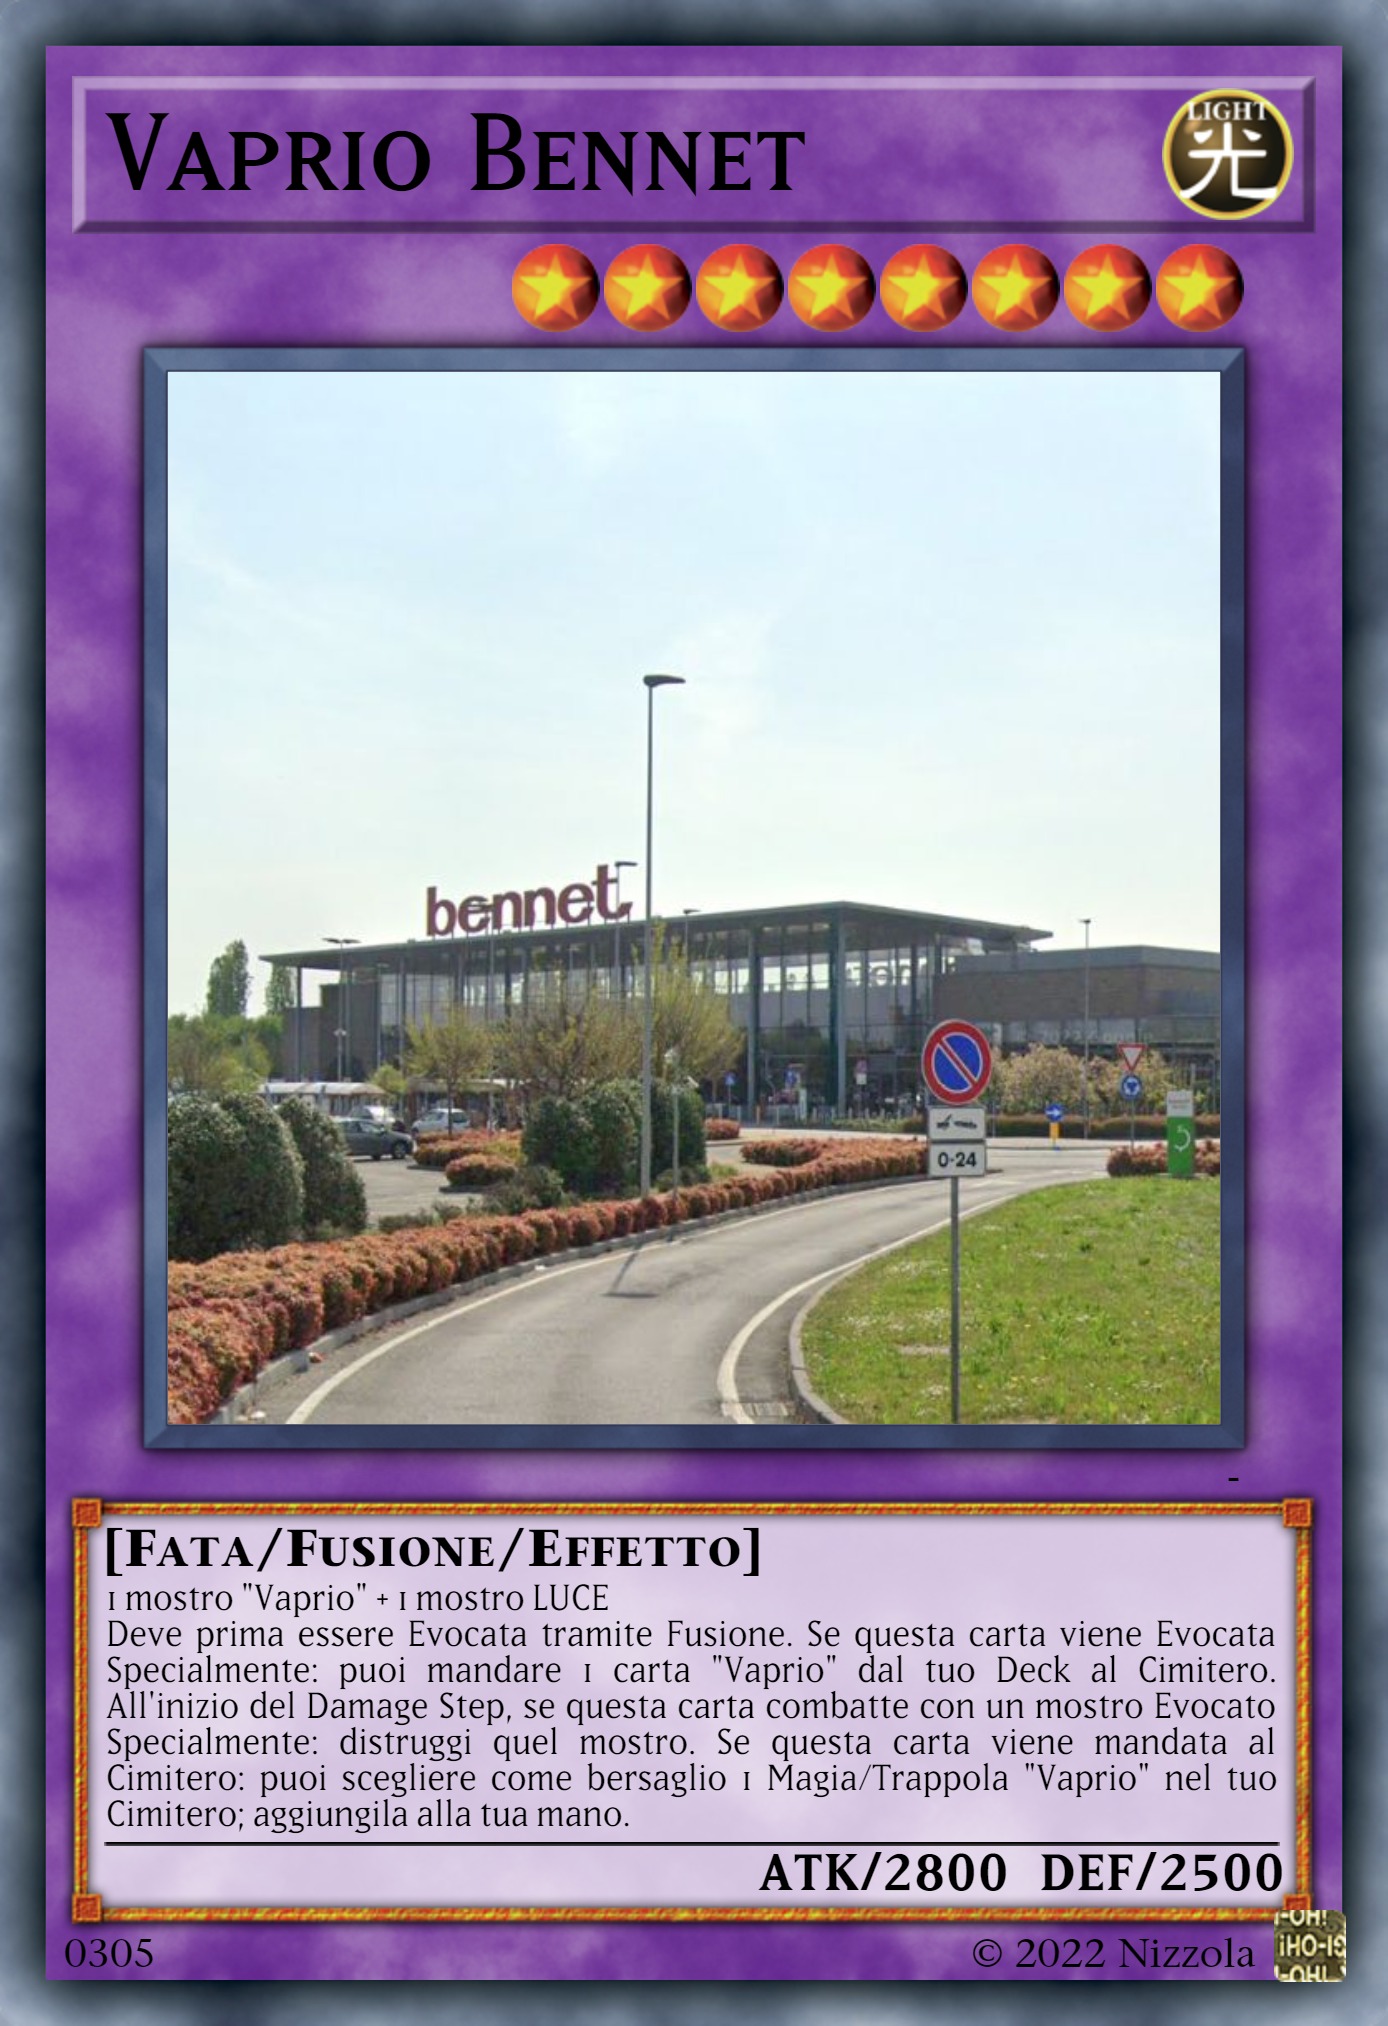 Vaprio Bennet
LIGHT
光
bennet
0-24
-
[Fata/Fusione/Effetto]
1 mostro "Vaprio" + 1 mostro LUCE
Deve prima essere Evocata tramite Fusione. Se questa carta viene Evocata
Specialmente: puoi mandare 1 carta "Vaprio" dal tuo Deck al Cimitero.
All'inizio del Damage Step, se questa carta combatte con un mostro Evocato
Specialmente: distruggi quel mostro. Se questa carta viene mandata al
Cimitero: puoi scegliere come bersaglio 1 Magia/Trappola "Vaprio" nel tuo
Cimitero; aggiungila alla tua mano.
ATK/2800 DEF/2500
0305
© 2022 Nizzola